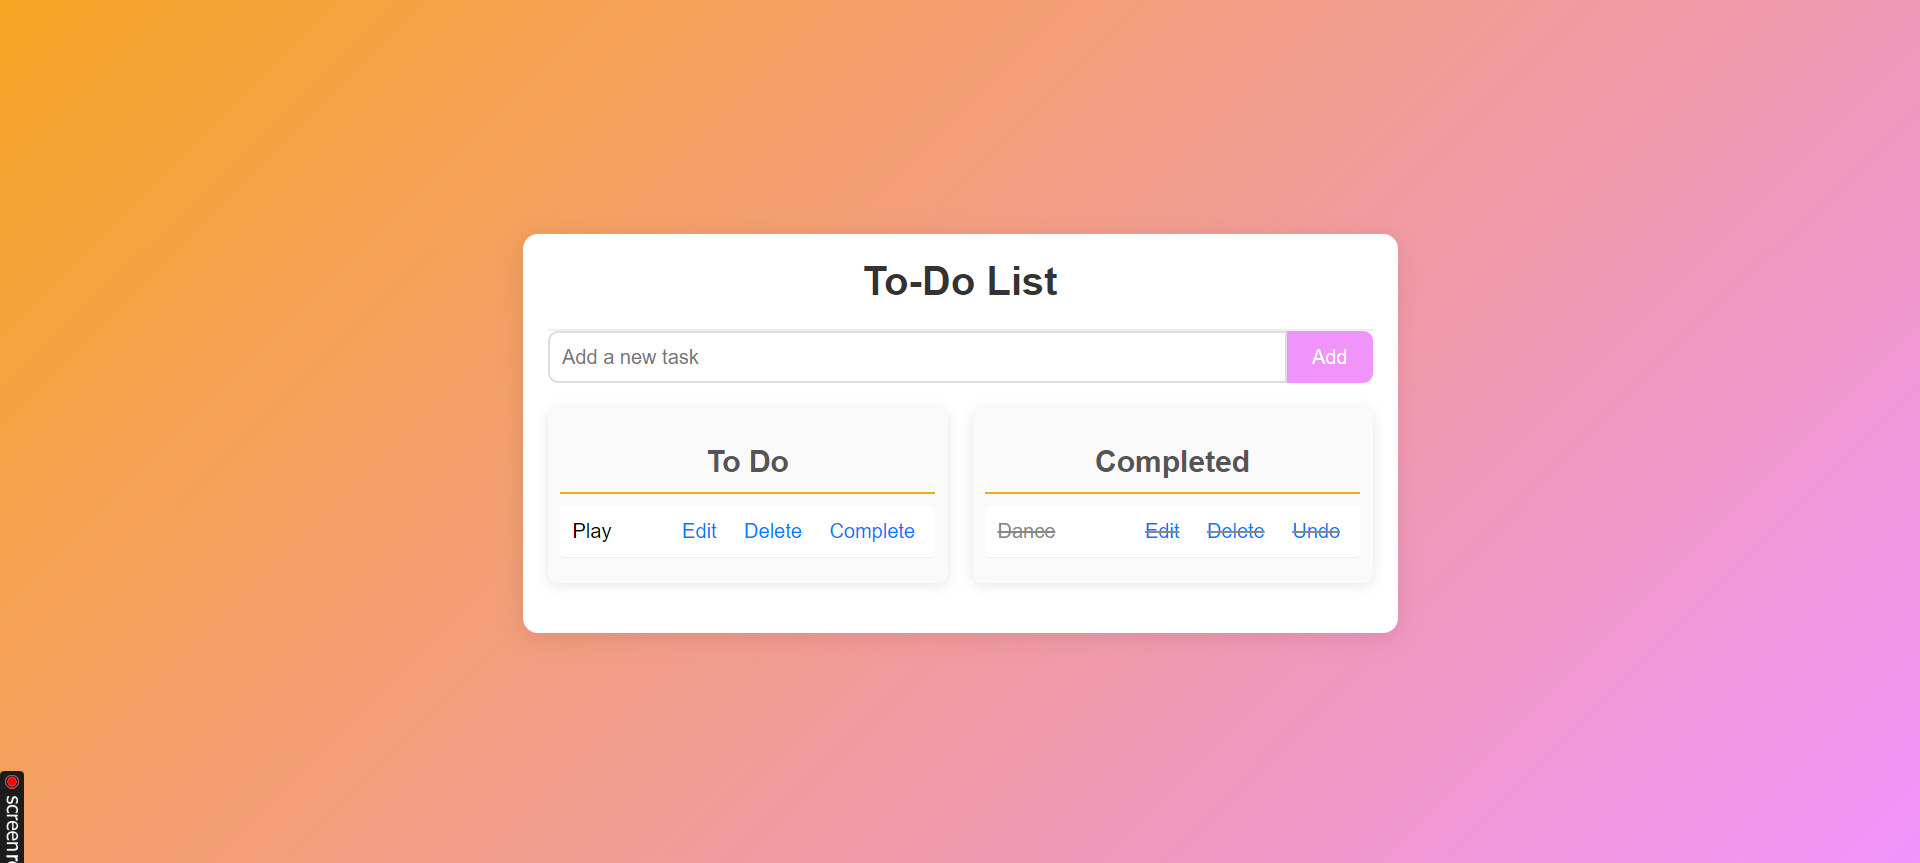 To-Do List
Add a new task
Add
To Do
Completed
Play Edit Delete Complete
Dance Edit Delete Undo
screen